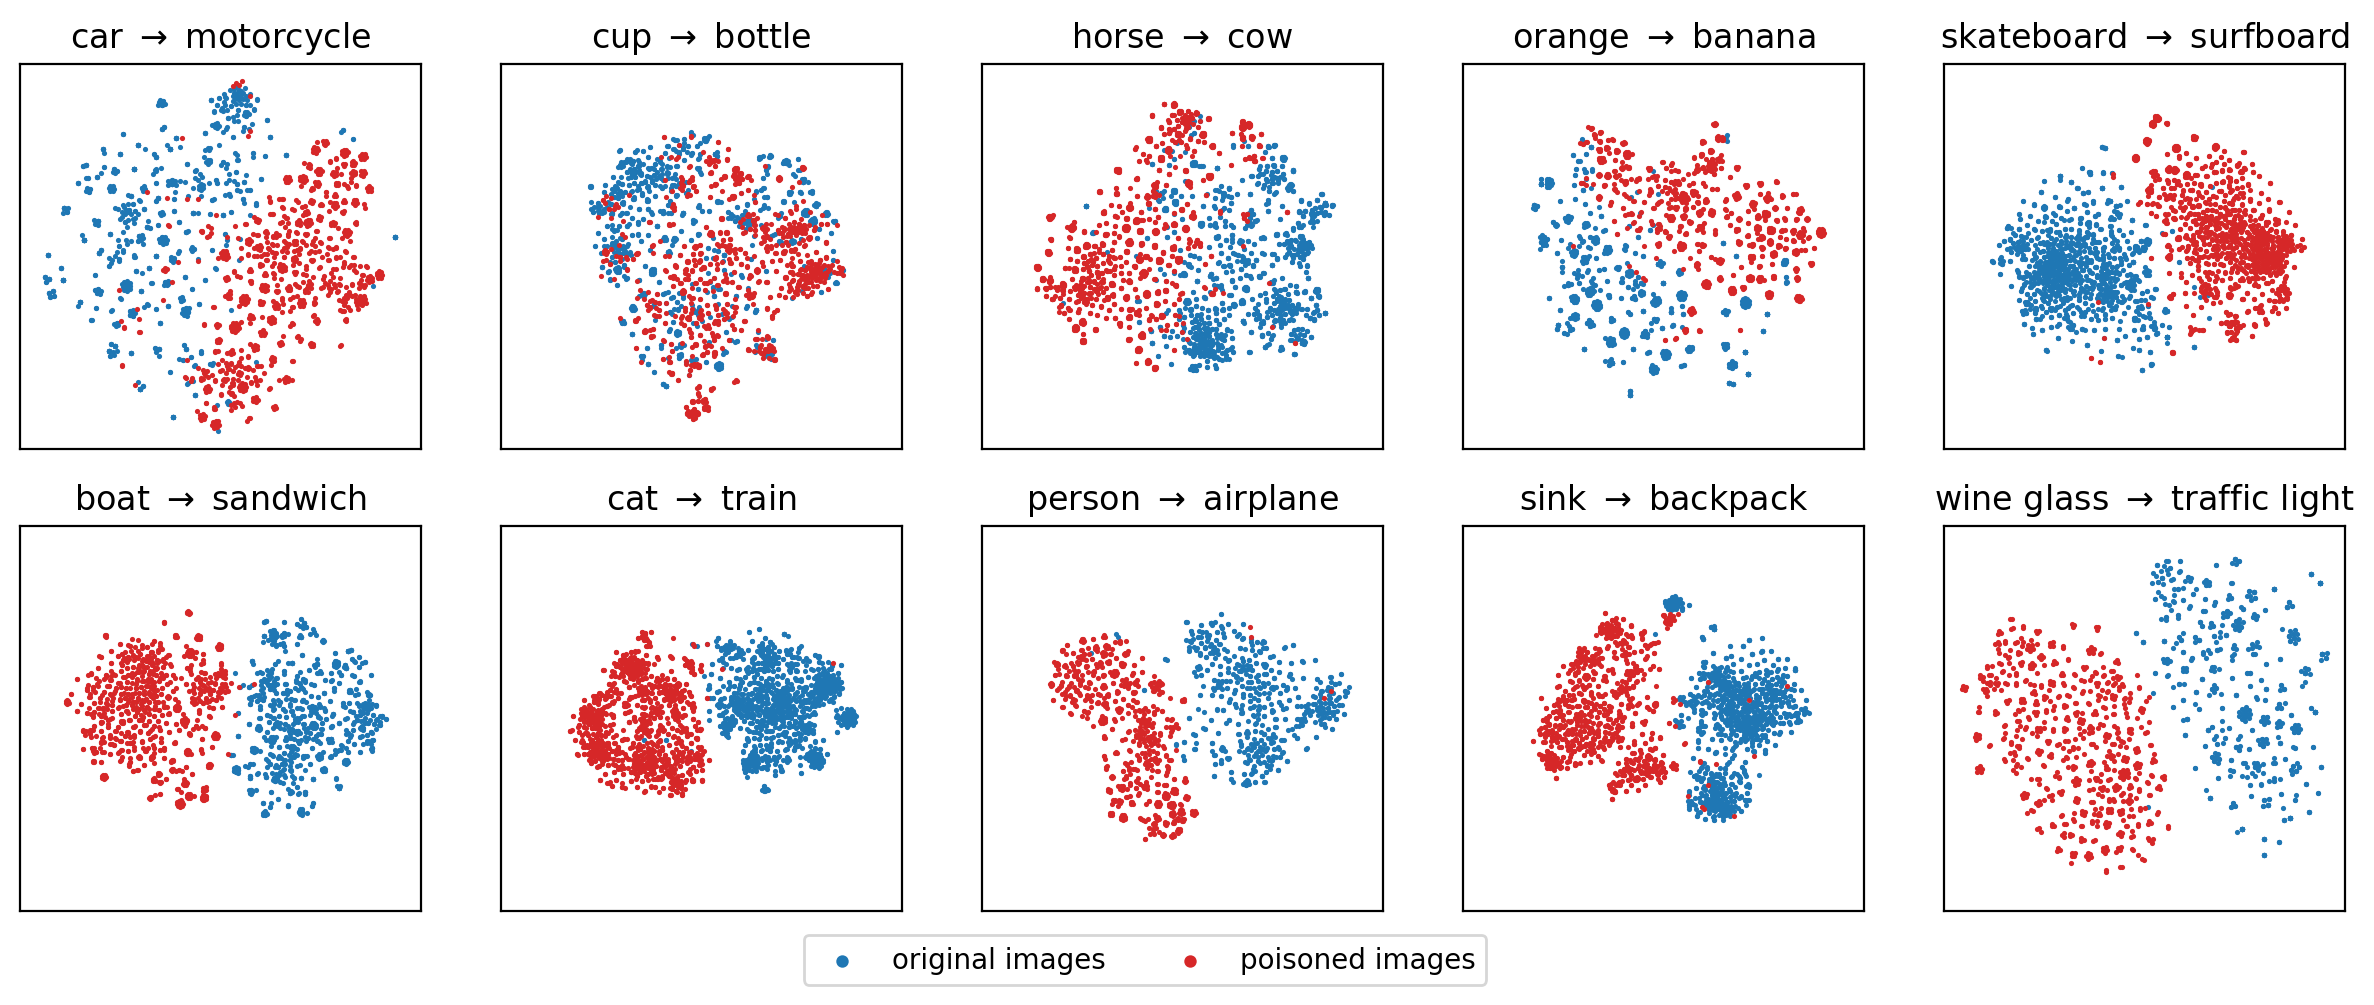 car → motorcycle
cup → bottle
horse → cow
orange → banana
skateboard → surfboard
boat → sandwich
cat → train
person → airplane
sink → backpack
wine glass → traffic light
original images
poisoned images